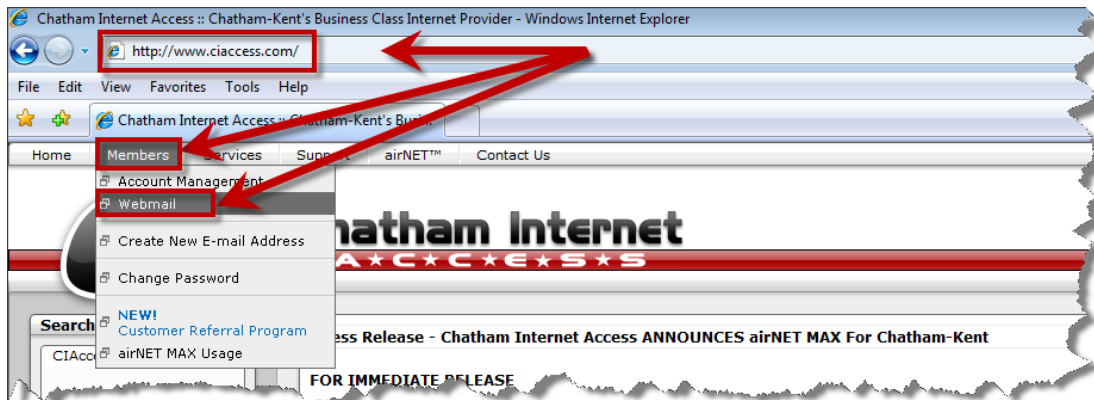 Chatham Internet Access :: Chatham-Kent's Business Class Internet Provider - Windows Internet Explorer
http://www.ciaccess.com/
File Edit View Favorites Tools Help
Chatham Internet Access :: Chatham-Kent's Busi...
Home Members Services Support airNET™ Contact Us
Account Management
Webmail
Create New E-mail Address
Change Password
NEW!
Customer Referral Program
airNET MAX Usage
hatham Internet
A★C★C★E★S★S
Search
CIAcc
ess Release - Chatham Internet Access ANNOUNCES airNET MAX For Chatham-Kent
FOR IMMEDIATE RELEASE